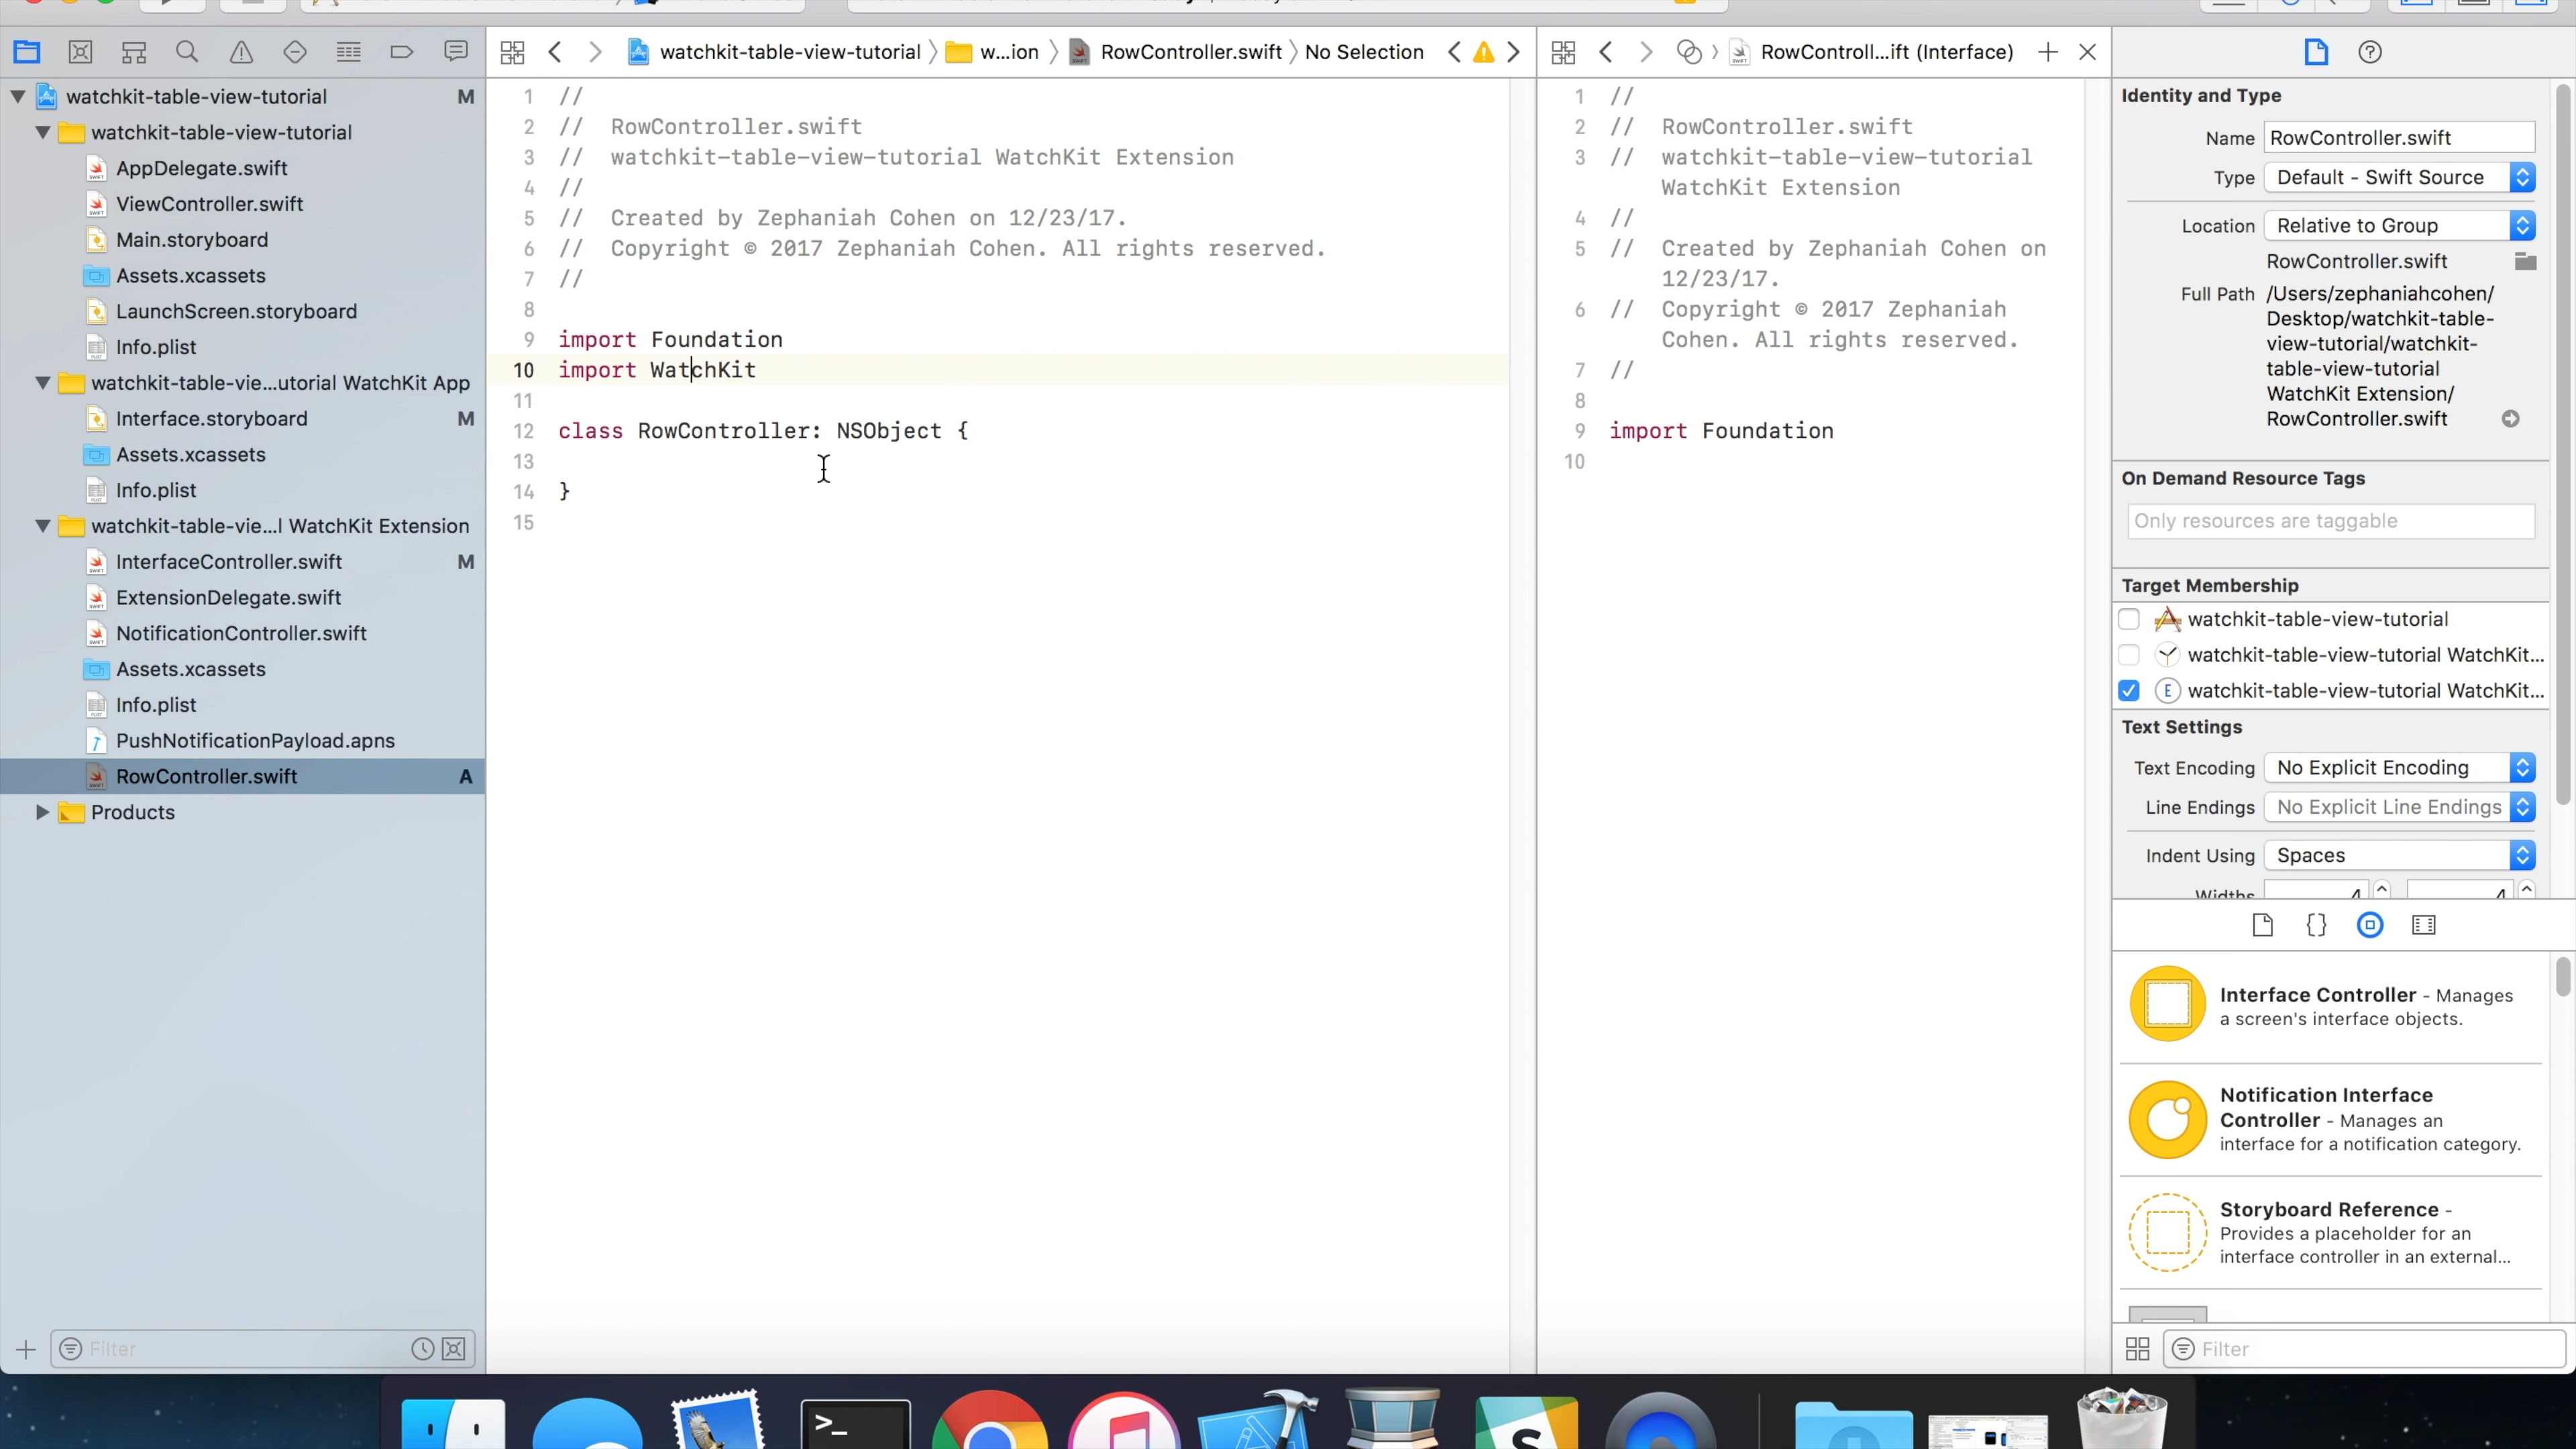 watchkit-table-view-tutorial
w...ion
RowController.swift
No Selection
RowControll...ift (Interface)
watchkit-table-view-tutorial M
watchkit-table-view-tutorial
AppDelegate.swift
ViewController.swift
Main.storyboard
Assets.xcassets
LaunchScreen.storyboard
Info.plist
watchkit-table-vie...utorial WatchKit App
Interface.storyboard M
Assets.xcassets
Info.plist
watchkit-table-vie...l WatchKit Extension
InterfaceController.swift M
ExtensionDelegate.swift
NotificationController.swift
Assets.xcassets
Info.plist
PushNotificationPayload.apns
RowController.swift A
Products
Filter
1 //
2 // RowController.swift
3 // watchkit-table-view-tutorial WatchKit Extension
4 //
5 // Created by Zephaniah Cohen on 12/23/17.
6 // Copyright © 2017 Zephaniah Cohen. All rights reserved.
7 //
8
9 import Foundation
10 import WatchKit
11
12 class RowController: NSObject {
13
14 }
15
1 //
2 // RowController.swift
3 // watchkit-table-view-tutorial
WatchKit Extension
4 //
5 // Created by Zephaniah Cohen on
12/23/17.
6 // Copyright © 2017 Zephaniah
Cohen. All rights reserved.
7 //
8
9 import Foundation
10
Identity and Type
Name RowController.swift
Type Default - Swift Source
Location Relative to Group
RowController.swift
Full Path /Users/zephaniahcohen/
Desktop/watchkit-table-
view-tutorial/watchkit-
table-view-tutorial
WatchKit Extension/
RowController.swift
On Demand Resource Tags
Only resources are taggable
Target Membership
watchkit-table-view-tutorial
watchkit-table-view-tutorial WatchKit...
E watchkit-table-view-tutorial WatchKit...
Text Settings
Text Encoding No Explicit Encoding
Line Endings No Explicit Line Endings
Indent Using Spaces
Widths 4 4
{}
Interface Controller - Manages
a screen's interface objects.
Notification Interface
Controller - Manages an
interface for a notification category.
Storyboard Reference -
Provides a placeholder for an
interface controller in an external...
Filter
>_
S